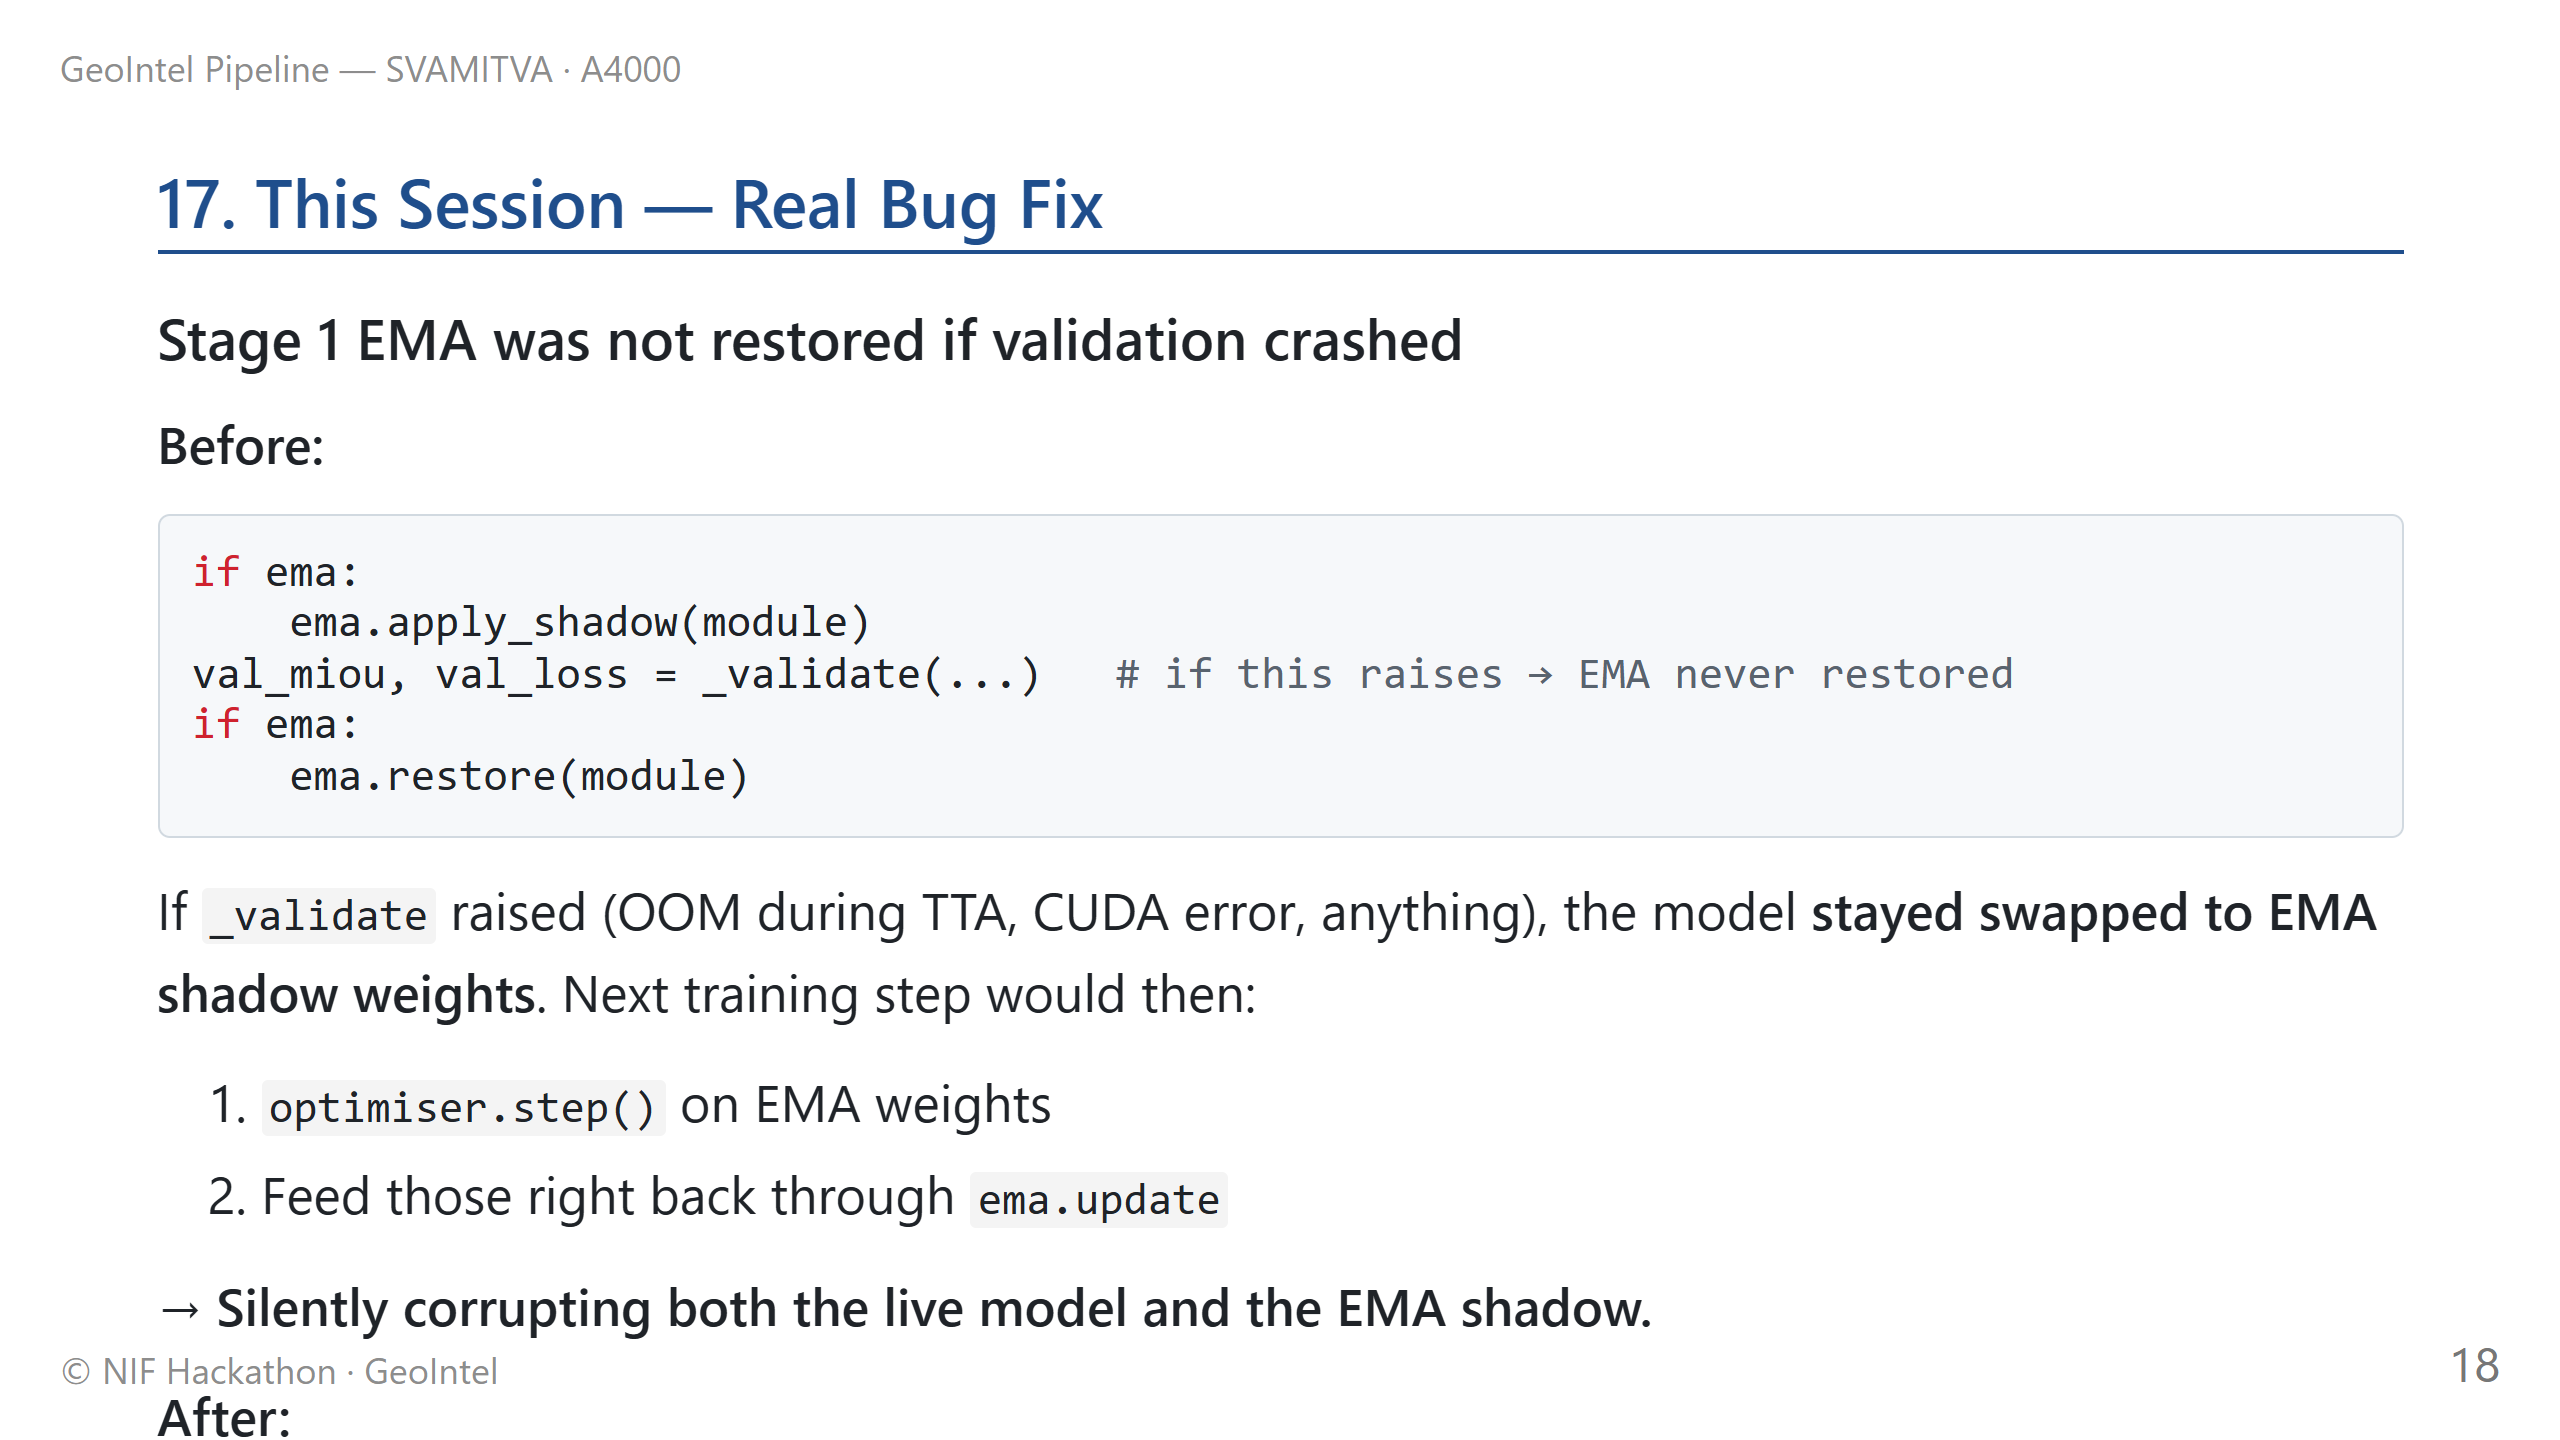 GeoIntel Pipeline — SVAMITVA · A4000
17. This Session — Real Bug Fix
Stage 1 EMA was not restored if validation crashed
Before:
if ema:
    ema.apply_shadow(module)
val_miou, val_loss = _validate(...)   # if this raises → EMA never restored
if ema:
    ema.restore(module)
If _validate raised (OOM during TTA, CUDA error, anything), the model stayed swapped to EMA
shadow weights. Next training step would then:
1. optimiser.step() on EMA weights
2. Feed those right back through ema.update
→ Silently corrupting both the live model and the EMA shadow.
© NIF Hackathon · GeoIntel
18
After: